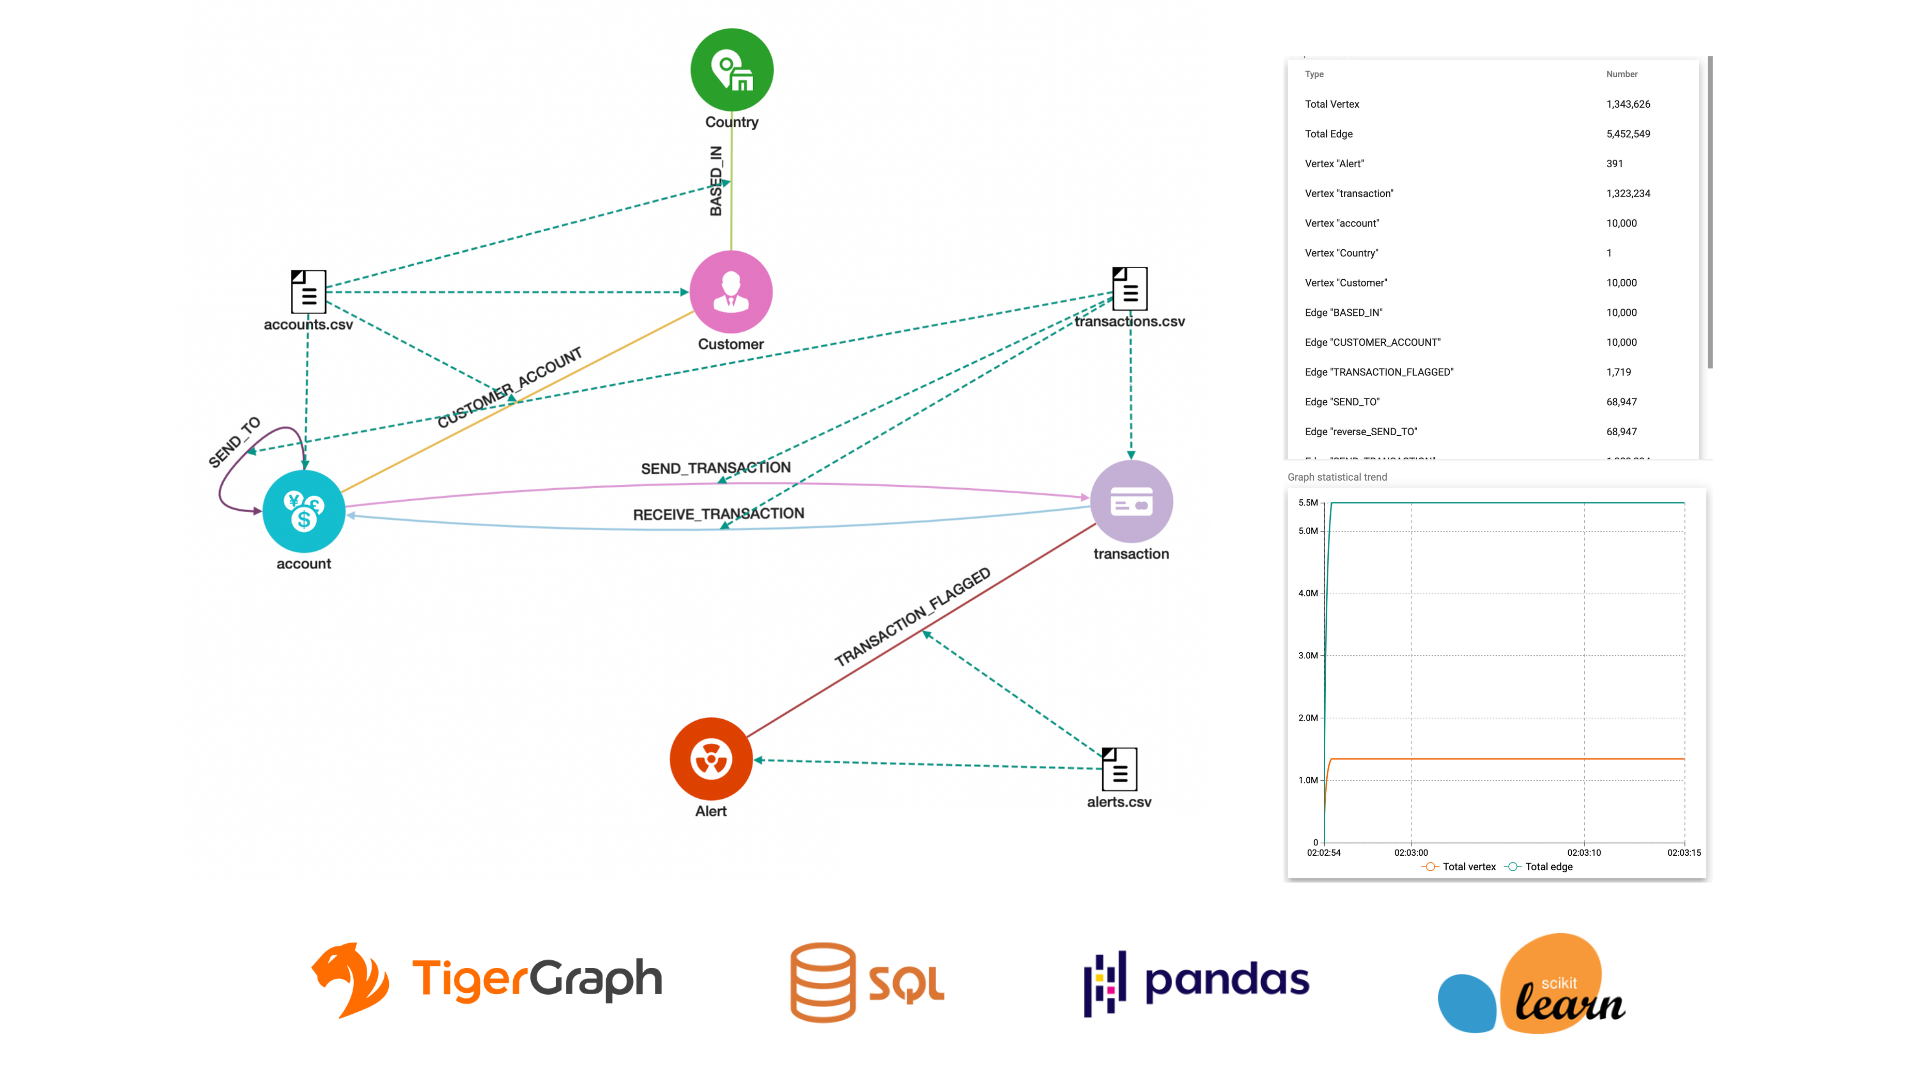 Country
BASED_IN
accounts.csv
Customer
transactions.csv
CUSTOMER_ACCOUNT
SEND_TO
SEND_TRANSACTION
RECEIVE_TRANSACTION
account
transaction
TRANSACTION_FLAGGED
Alert
alerts.csv
Type Number
Total Vertex 1,343,626
Total Edge 5,452,549
Vertex "Alert" 391
Vertex "transaction" 1,323,234
Vertex "account" 10,000
Vertex "Country" 1
Vertex "Customer" 10,000
Edge "BASED_IN" 10,000
Edge "CUSTOMER_ACCOUNT" 10,000
Edge "TRANSACTION_FLAGGED" 1,719
Edge "SEND_TO" 68,947
Edge "reverse_SEND_TO" 68,947
Graph statistical trend
5.5M
5.0M
4.0M
3.0M
2.0M
1.0M
0
02:02:54 02:03:00 02:03:10 02:03:15
Total vertex Total edge
TigerGraph
SQL
pandas
scikit
learn